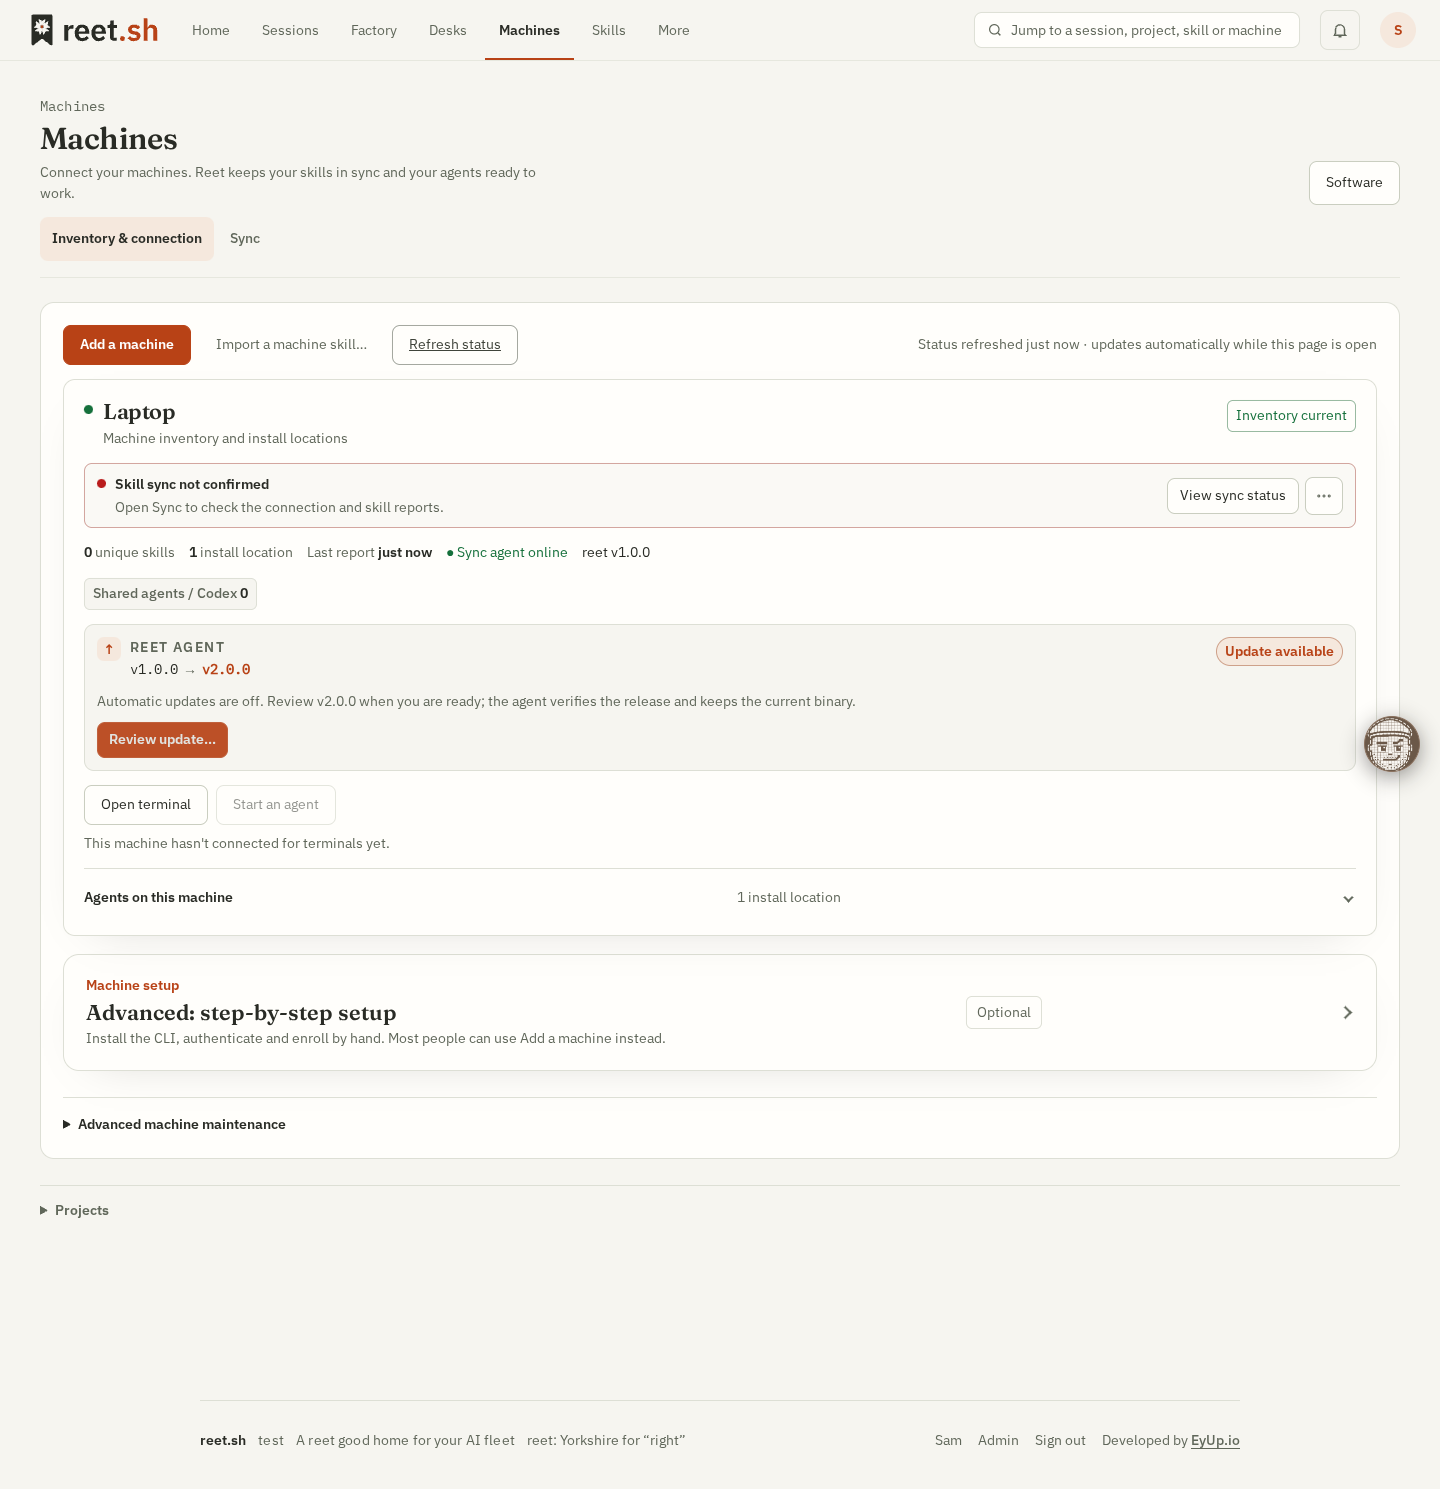 reet.sh
Home
Sessions
Factory
Desks
Machines
Skills
More
Jump to a session, project, skill or machine
S
Machines
Machines
Connect your machines. Reet keeps your skills in sync and your agents ready to
work.
Software
Inventory & connection
Sync
Add a machine
Import a machine skill…
Refresh status
Status refreshed just now · updates automatically while this page is open
Laptop
Machine inventory and install locations
Inventory current
Skill sync not confirmed
Open Sync to check the connection and skill reports.
View sync status
···
0 unique skills
1 install location
Last report just now
● Sync agent online
reet v1.0.0
Shared agents / Codex 0
↑
REET AGENT
v1.0.0 → v2.0.0
Update available
Automatic updates are off. Review v2.0.0 when you are ready; the agent verifies the release and keeps the current binary.
Review update…
Open terminal
Start an agent
This machine hasn't connected for terminals yet.
Agents on this machine
1 install location
Machine setup
Advanced: step-by-step setup
Install the CLI, authenticate and enroll by hand. Most people can use Add a machine instead.
Optional
Advanced machine maintenance
Projects
reet.sh
test
A reet good home for your AI fleet
reet: Yorkshire for “right”
Sam
Admin
Sign out
Developed by EyUp.io